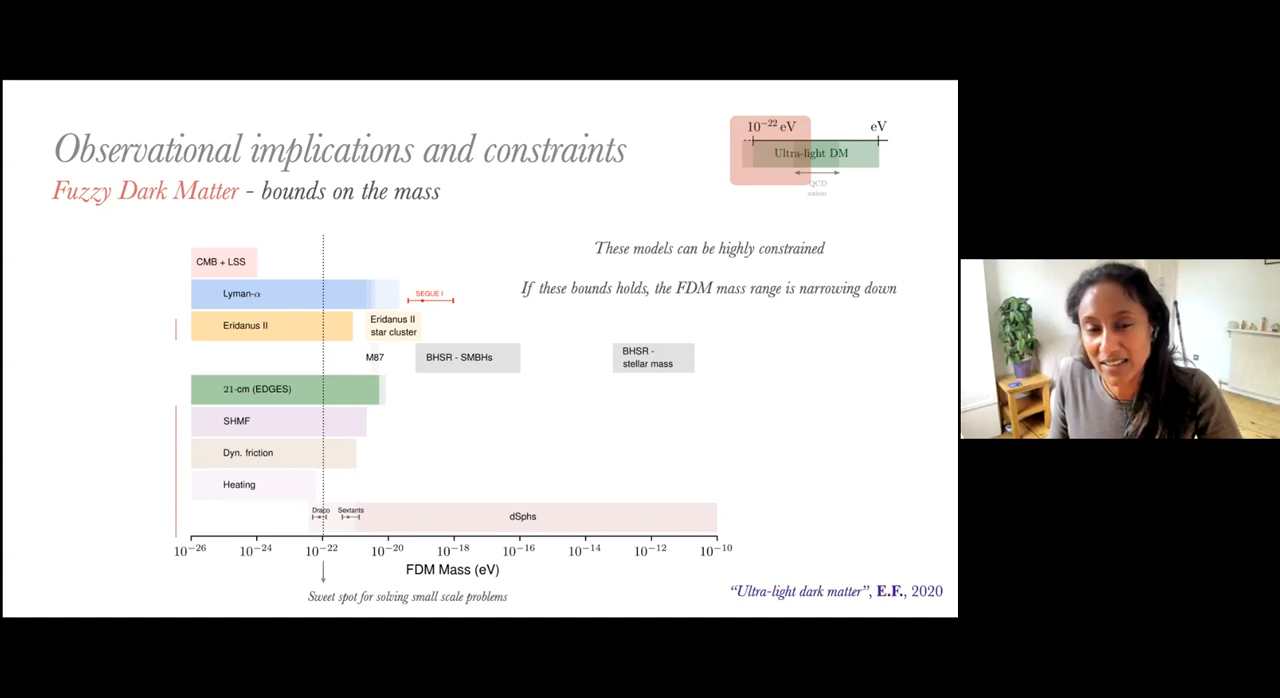 Observational implications and constraints
Fuzzy Dark Matter - bounds on the mass
10−22 eV
eV
Ultra-light DM
QCD
axion
These models can be highly constrained
If these bounds holds, the FDM mass range is narrowing down
CMB + LSS
Lyman-α
SEGUE I
Eridanus II
Eridanus II
star cluster
M87
BHSR - SMBHs
BHSR -
stellar mass
21-cm (EDGES)
SHMF
Dyn. friction
Heating
Draco
Sextants
dSphs
10−26 10−24 10−22 10−20 10−18 10−16 10−14 10−12 10−10
FDM Mass (eV)
Sweet spot for solving small scale problems
“Ultra-light dark matter”, E.F., 2020